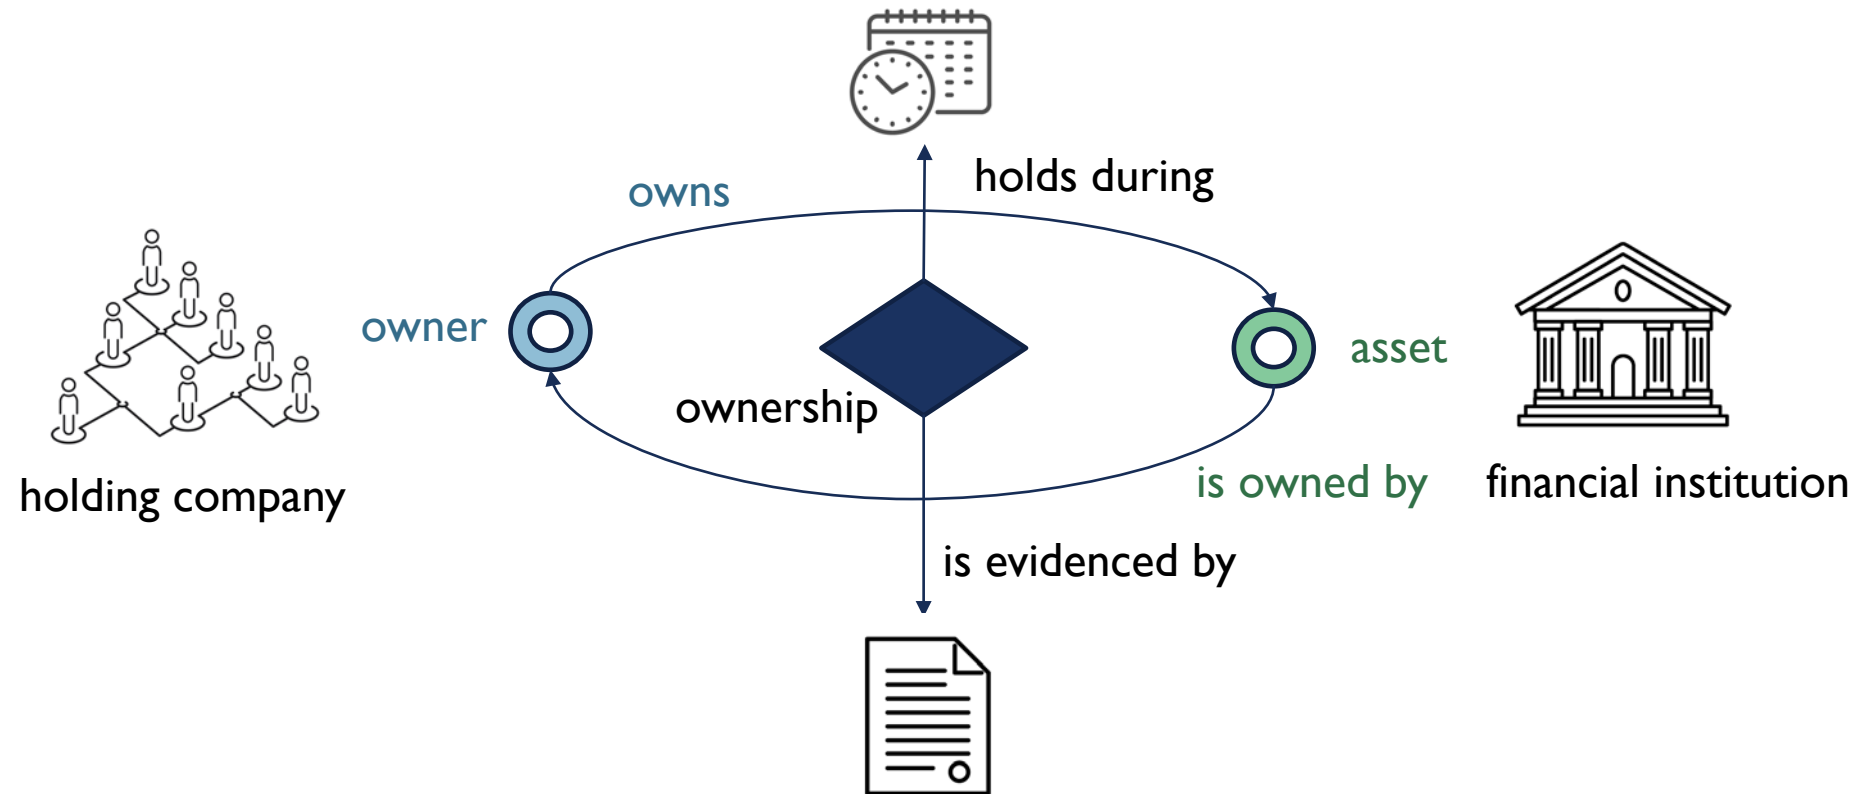 holds during
owns
owner
asset
ownership
is owned by
holding company
financial institution
is evidenced by